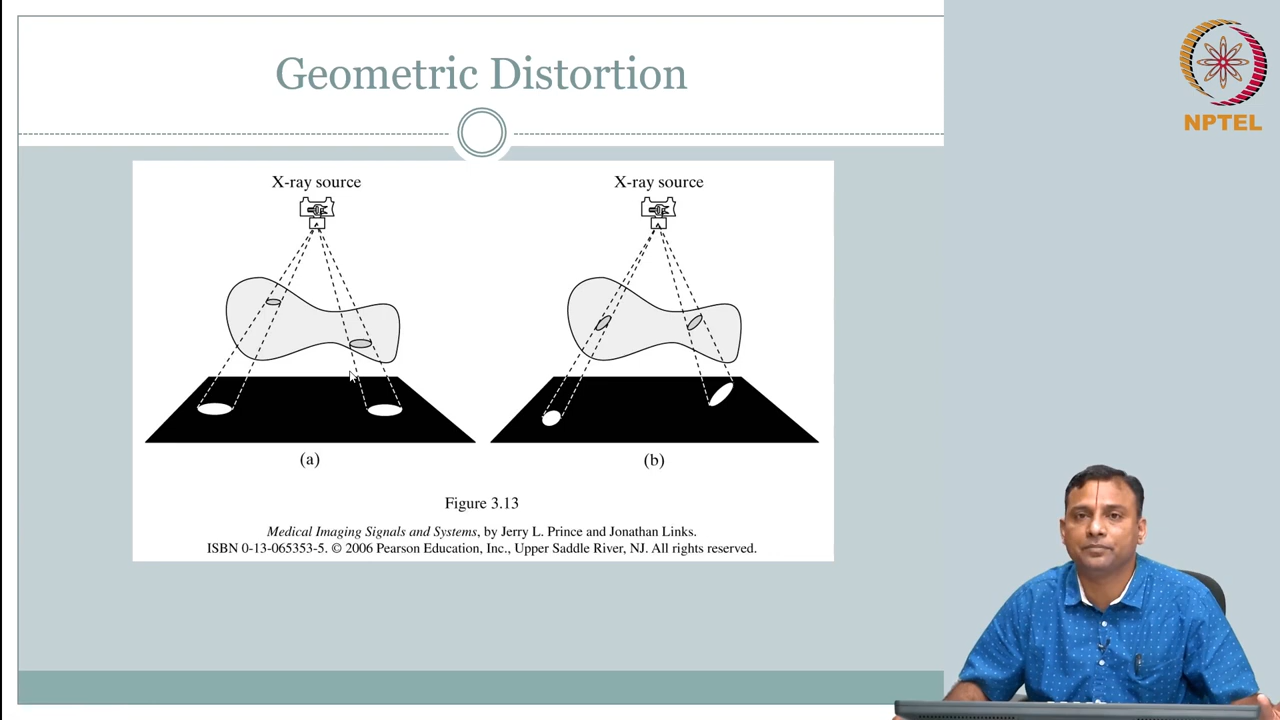 Geometric Distortion
NPTEL
X-ray source
X-ray source
(a)
(b)
Figure 3.13
Medical Imaging Signals and Systems, by Jerry L. Prince and Jonathan Links.
ISBN 0-13-065353-5. © 2006 Pearson Education, Inc., Upper Saddle River, NJ. All rights reserved.